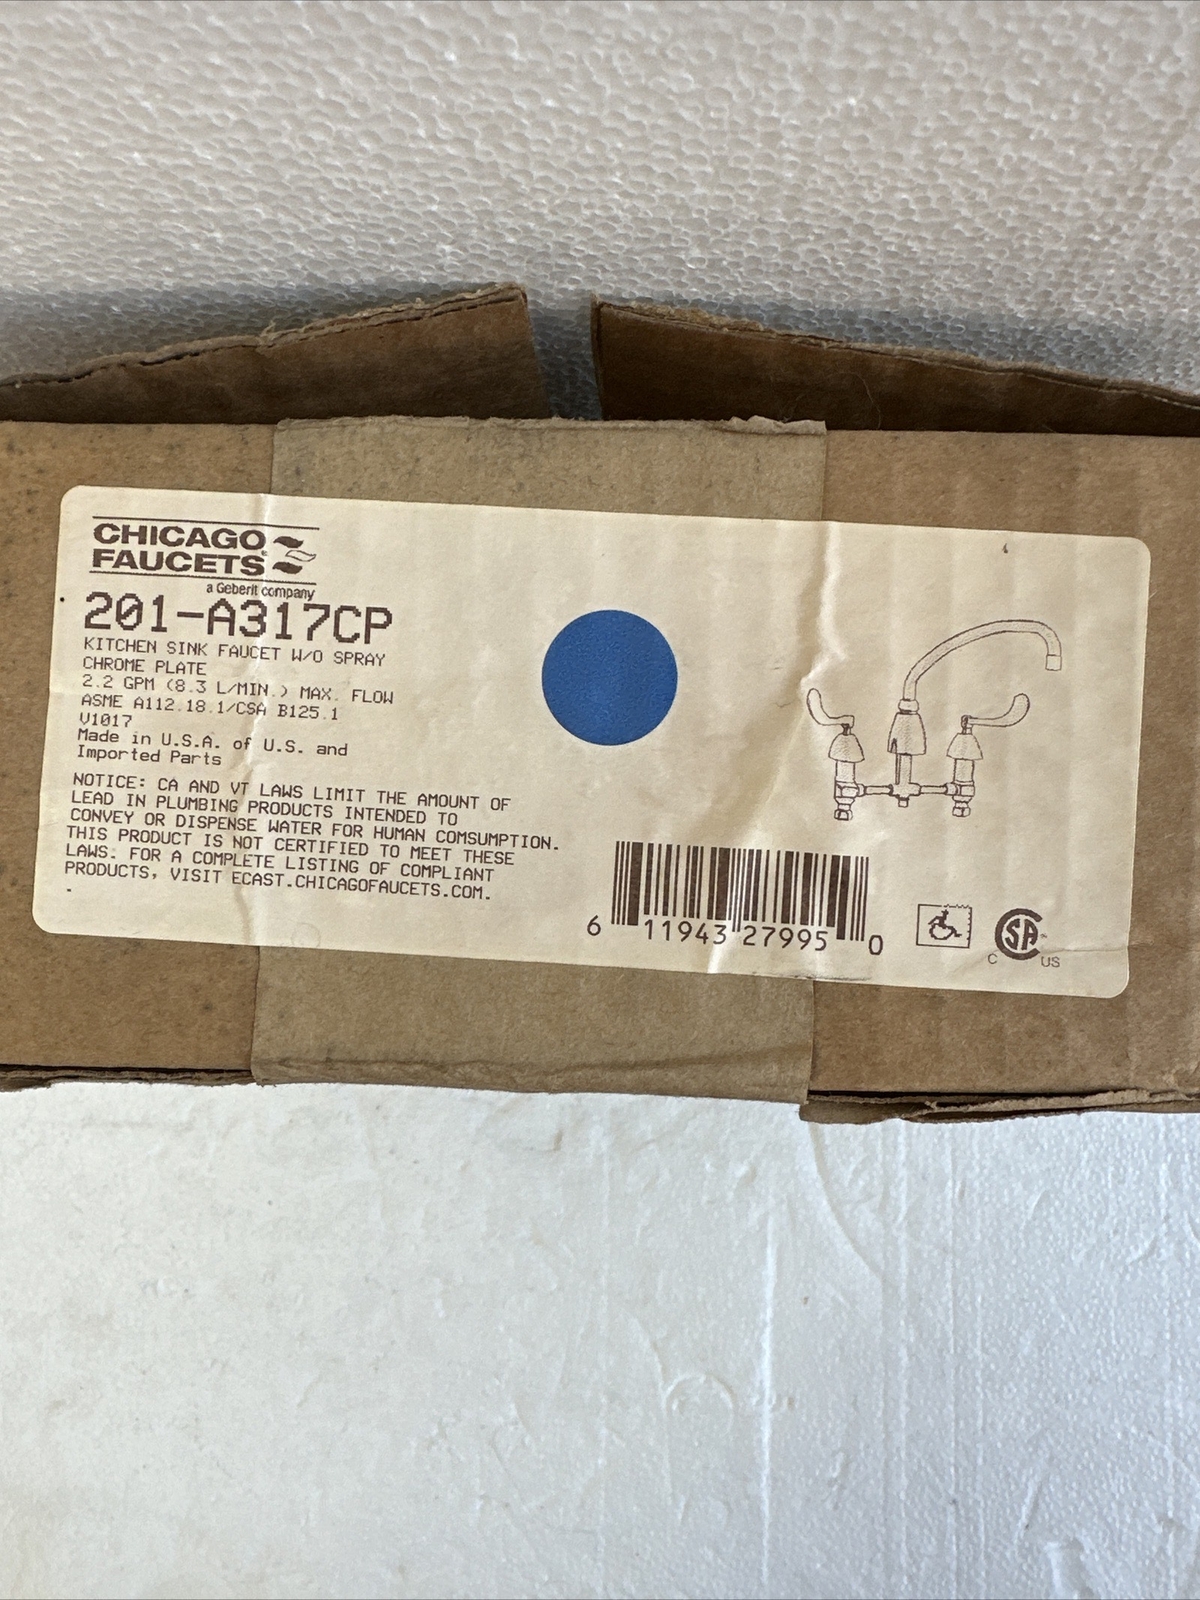 CHICAGO
FAUCETS
a Geberit company
201-A317CP
KITCHEN SINK FAUCET W/O SPRAY
CHROME PLATE
2.2 GPM (8.3 L/MIN.) MAX. FLOW
ASME A112.18.1/CSA B125.1
V1017
Made in U.S.A. of U.S. and
Imported Parts
NOTICE: CA AND VT LAWS LIMIT THE AMOUNT OF
LEAD IN PLUMBING PRODUCTS INTENDED TO
CONVEY OR DISPENSE WATER FOR HUMAN COMSUMPTION.
THIS PRODUCT IS NOT CERTIFIED TO MEET THESE
LAWS. FOR A COMPLETE LISTING OF COMPLIANT
PRODUCTS, VISIT ECAST.CHICAGOFAUCETS.COM.
.
6 11943 27995 0
C SA US